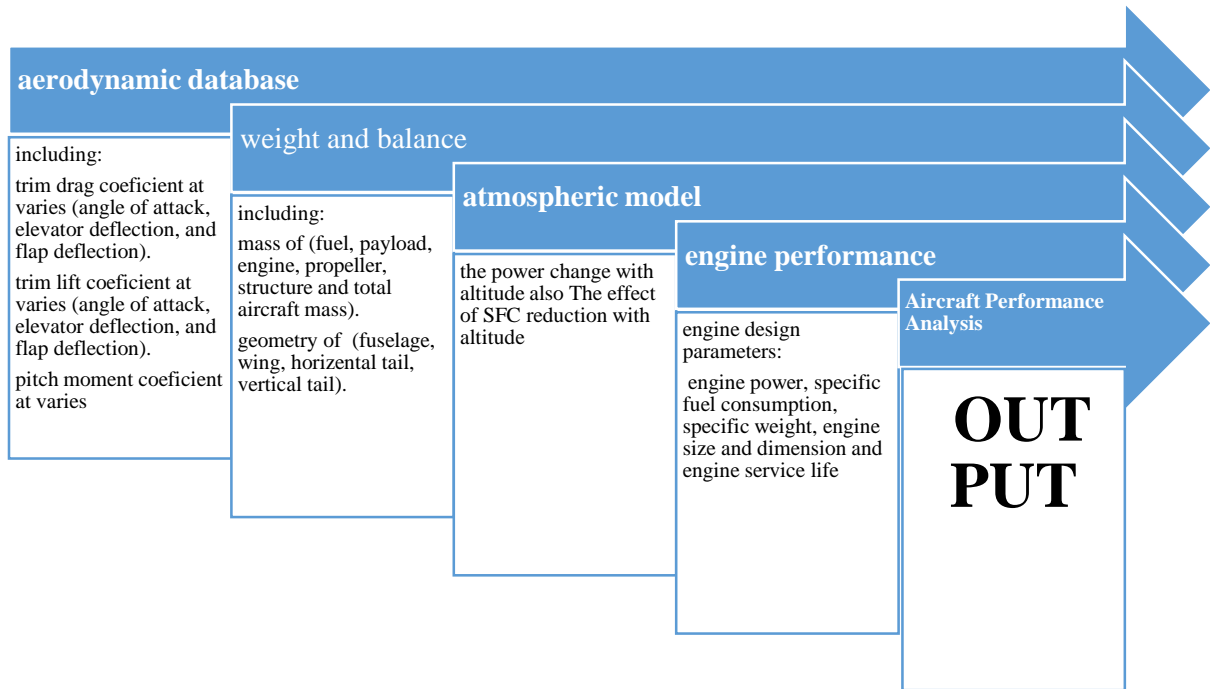 aerodynamic database
including:
trim drag coeficient at
varies (angle of attack,
elevator deflection, and
flap deflection).
trim lift coeficient at
varies (angle of attack,
elevator deflection, and
flap deflection).
pitch moment coeficient
at varies
weight and balance
including:
mass of (fuel, payload,
engine, propeller,
structure and total
aircraft mass).
geometry of  (fuselage,
wing, horizental tail,
vertical tail).
atmospheric model
the power change with
altitude also The effect
of SFC reduction with
altitude
engine performance
engine design
parameters:
engine power, specific
fuel consumption,
specific weight, engine
size and dimension and
engine service life
Aircraft Performance
Analysis
OUT
PUT